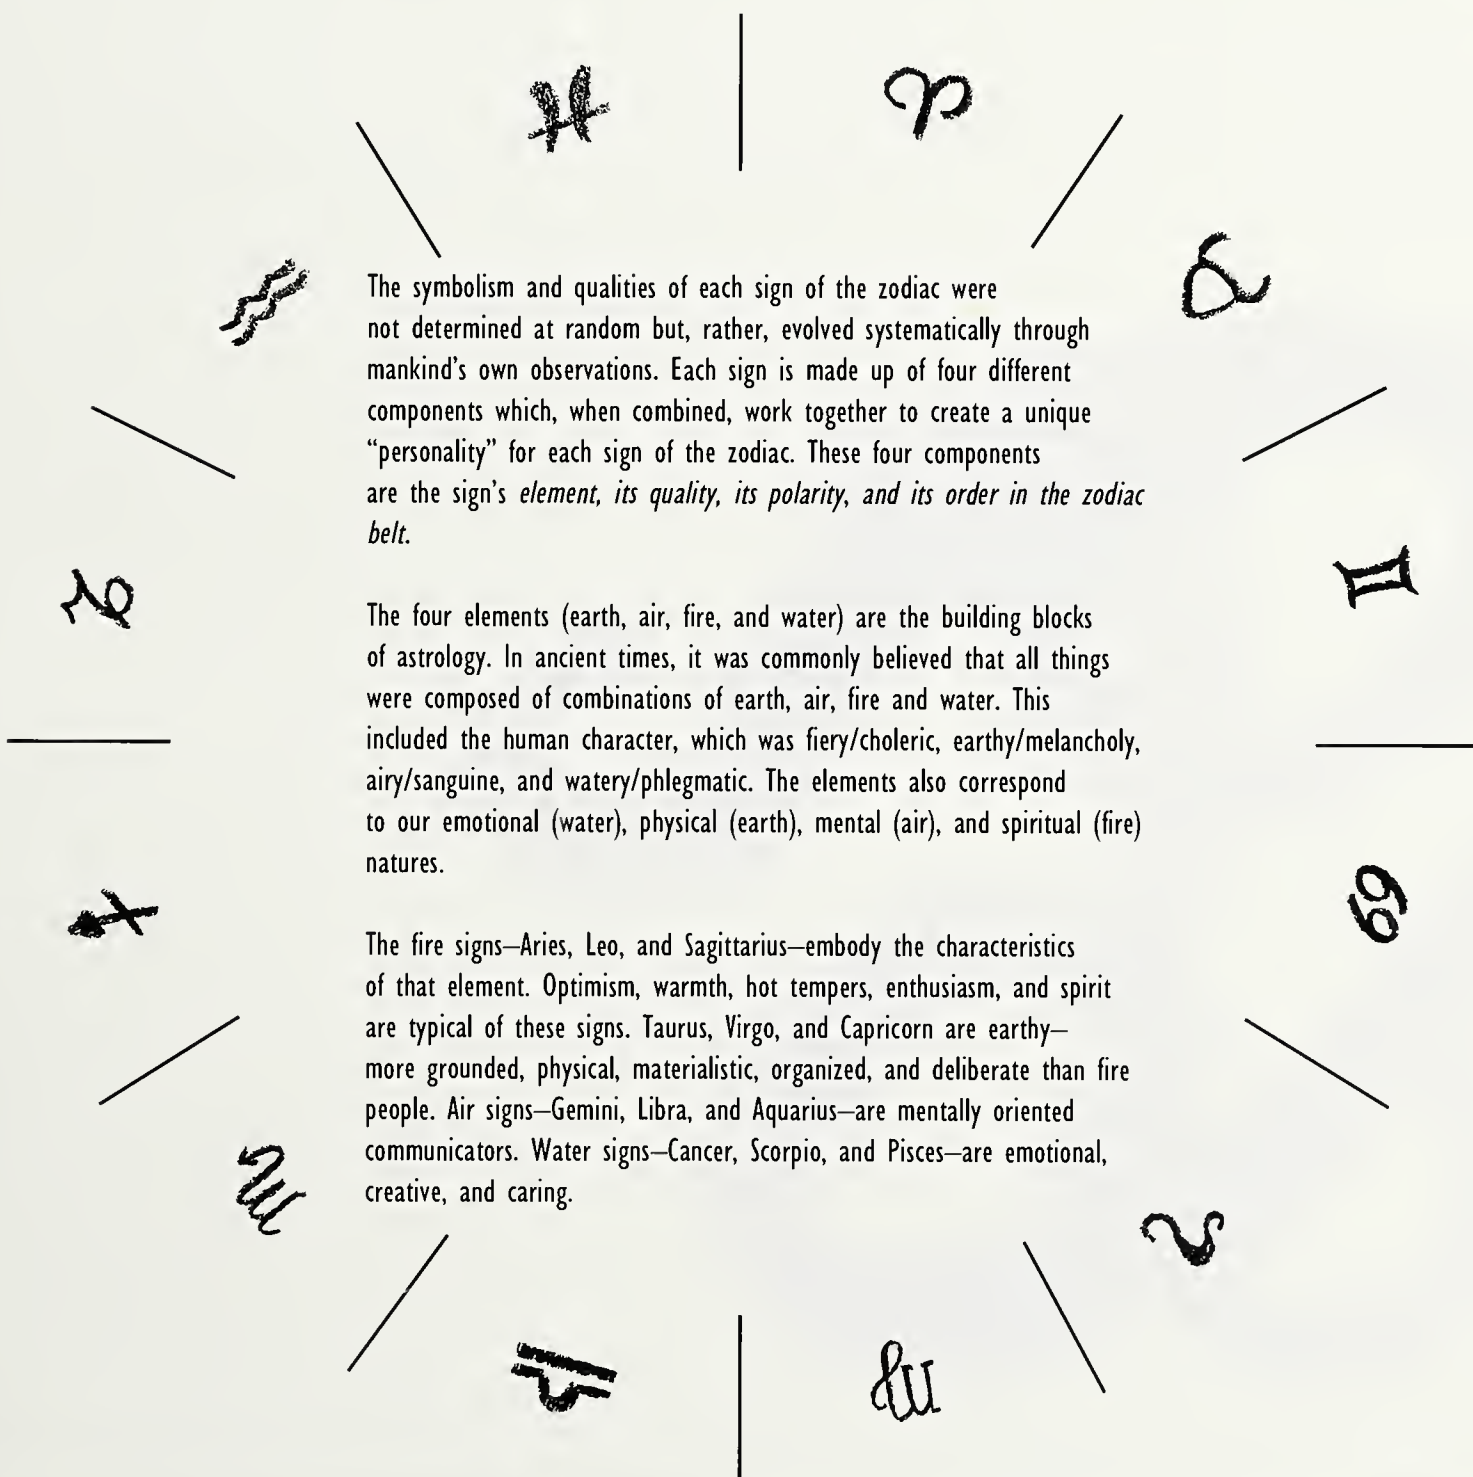 The symbolism and qualities of each sign of the zodiac were
not determined at random but, rather, evolved systematically through
mankind's own observations. Each sign is made up of four different
components which, when combined, work together to create a unique
“personality” for each sign of the zodiac. These four components
are the sign's element, its quality, its polarity, and its order in the zodiac
belt.
The four elements (earth, air, fire, and water) are the building blocks
of astrology. In ancient times, it was commonly believed that all things
were composed of combinations of earth, air, fire and water. This
included the human character, which was fiery/choleric, earthy/melancholy,
airy/sanguine, and watery/phlegmatic. The elements also correspond
to our emotional (water), physical (earth), mental (air), and spiritual (fire)
natures.
The fire signs—Aries, Leo, and Sagittarius—embody the characteristics
of that element. Optimism, warmth, hot tempers, enthusiasm, and spirit
are typical of these signs. Taurus, Virgo, and Capricorn are earthy—
more grounded, physical, materialistic, organized, and deliberate than fire
people. Air signs—Gemini, Libra, and Aquarius—are mentally oriented
communicators. Water signs—Cancer, Scorpio, and Pisces—are emotional,
creative, and caring.